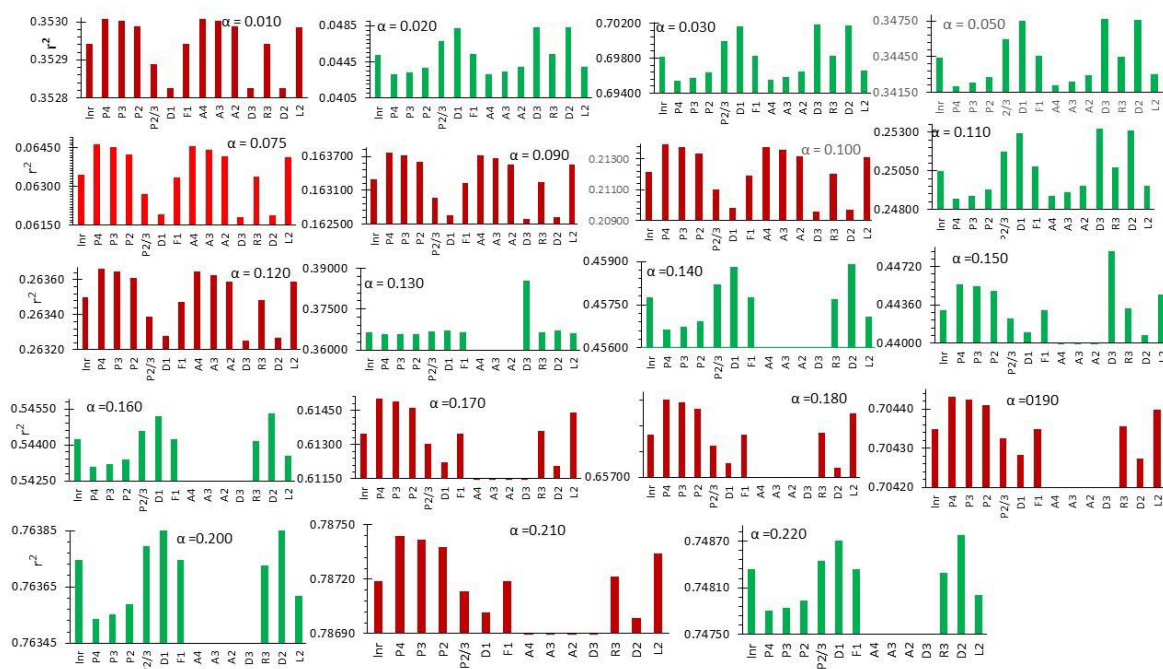 0.3530
r²
0.3529
0.3528
α = 0.010
Inr P4 P3 P2 P2/3 D1 F1 A4 A3 A2 D3 R3 D2 L2
0.0485
0.0445
0.0405
α = 0.020
Inr P4 P3 P2 P2/3 D1 F1 A4 A3 A2 D3 R3 D2 L2
0.70200
0.69800
0.69400
α = 0.030
Inr P4 P3 P2 P2/3 D1 F1 A4 A3 A2 D3 R3 D2 L2
0.34750
0.34450
0.34150
α = 0.050
Inr P4 P3 P2 2/3 D1 F1 A4 A3 A2 D3 R3 D2 L2
0.06450
r²
0.06300
0.06150
α = 0.075
Inr P4 P3 P2 P2/3 D1 F1 A4 A3 A2 D3 R3 D2 L2
0.163700
0.163100
0.162500
α = 0.090
Inr P4 P3 P2 P2/3 D1 F1 A4 A3 A2 D3 R3 D2 L2
0.21300
0.21100
0.20900
α = 0.100
Inr P4 P3 P2 P2/3 D1 F1 A4 A3 A2 D3 R3 D2 L2
0.25300
0.25050
0.24800
α = 0.110
Inr P4 P3 P2 P2/3 D1 F1 A4 A3 A2 D3 R3 D2 L2
0.26360
r²
0.26340
0.26320
α = 0.120
Inr P4 P3 P2 P2/3 D1 F1 A4 A3 A2 D3 R3 D2 L2
0.39000
0.37500
0.36000
α = 0.130
Inr P4 P3 P2 P2/3 D1 F1 A4 A3 A2 D3 R3 D2 L2
0.45900
0.45750
0.45600
α =0.140
Inr P4 P3 P2 P2/3 D1 F1 A4 A3 A2 D3 R3 D2 L2
0.44720
0.44360
0.44000
α =0.150
Inr P4 P3 P2 P2/3 D1 F1 A4 A3 A2 D3 R3 D2 L2
0.54550
r²
0.54400
0.54250
α =0.160
Inr P4 P3 P2 P2/3 D1 F1 A4 A3 A2 D3 R3 D2 L2
0.61450
0.61300
0.61150
α =0.170
Inr P4 P3 P2 P2/3 D1 F1 A4 A3 A2 D3 R3 D2 L2
0.65700
α =0.180
Inr P4 P3 P2 P2/3 D1 F1 A4 A3 A2 D3 R3 D2 L2
0.70440
0.70430
0.70420
α =0190
Inr P4 P3 P2 P2/3 D1 F1 A4 A3 A2 D3 R3 D2 L2
0.76385
r²
0.76365
0.76345
α =0.200
Inr P4 P3 P2 P2/3 D1 F1 A4 A3 A2 D3 R3 D2 L2
0.78750
0.78720
0.78690
α =0.210
Inr P4 P3 P2 P2/3 D1 F1 A4 A3 A2 D3 R3 D2 L2
0.74870
0.74810
0.74750
α =0.220
Inr P4 P3 P2 P2/3 D1 F1 A4 A3 A2 D3 R3 D2 L2